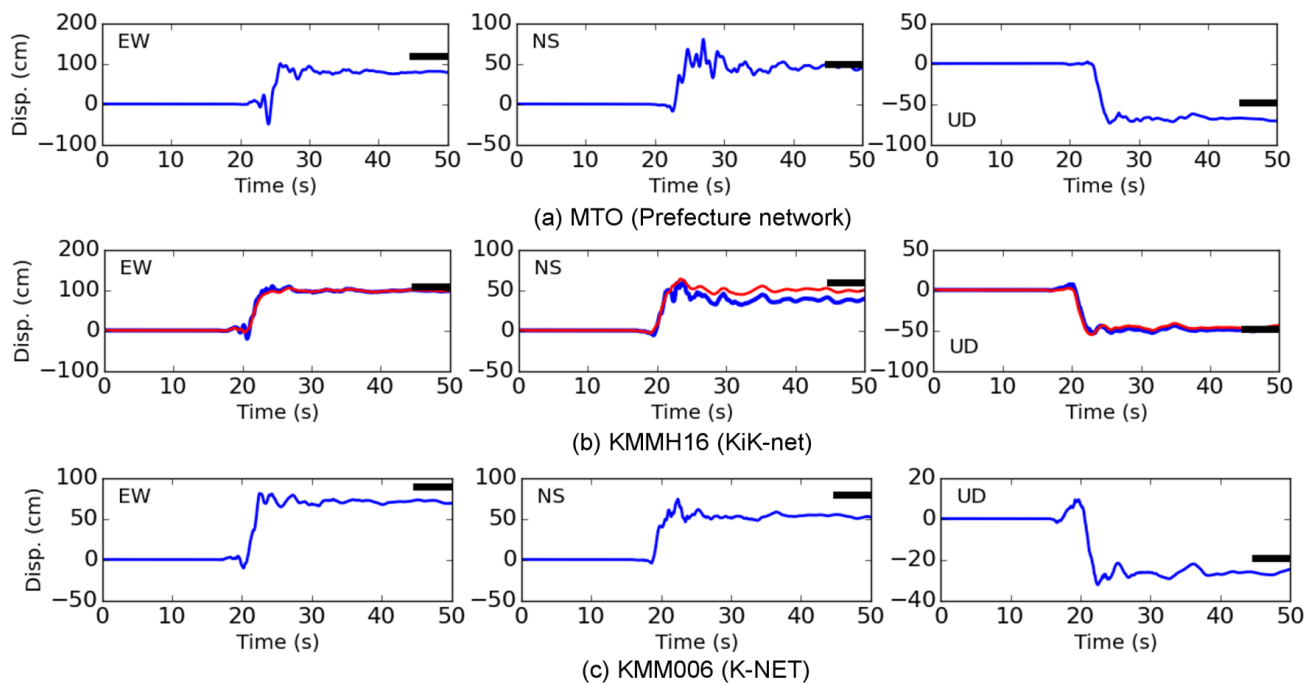 200 100 50
EW NS
150 0
100
50 −50
0 0
UD
−100 −50 −100
Disp. (cm)
0 10 20 30 40 50 0 10 20 30 40 50 0 10 20 30 40 50
Time (s) Time (s) Time (s)
(a) MTO (Prefecture network)
200 100 50
EW NS
100 50 0
0 0 −50
UD
−100 −50 −100
Disp. (cm)
0 10 20 30 40 50 0 10 20 30 40 50 0 10 20 30 40 50
Time (s) Time (s) Time (s)
(b) KMMH16 (KiK-net)
100 100 20
EW NS UD
50 50 0
0 0 −20
−50 −50 −40
Disp. (cm)
0 10 20 30 40 50 0 10 20 30 40 50 0 10 20 30 40 50
Time (s) Time (s) Time (s)
(c) KMM006 (K-NET)